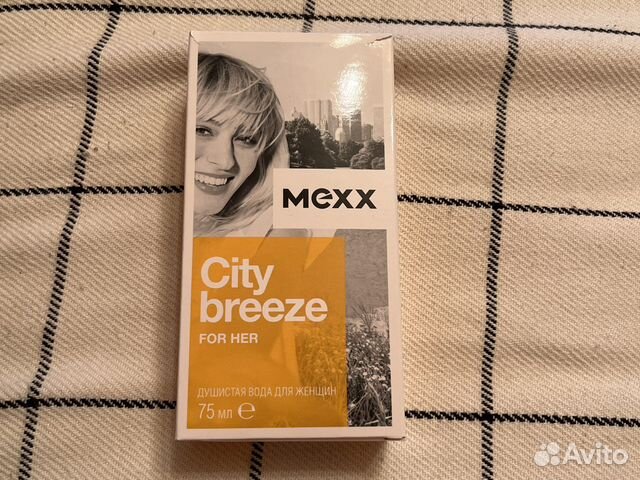 mexx
City
breeze
FOR HER
ДУШИСТАЯ ВОДА ДЛЯ ЖЕНЩИН
75 мл ℮
Avito